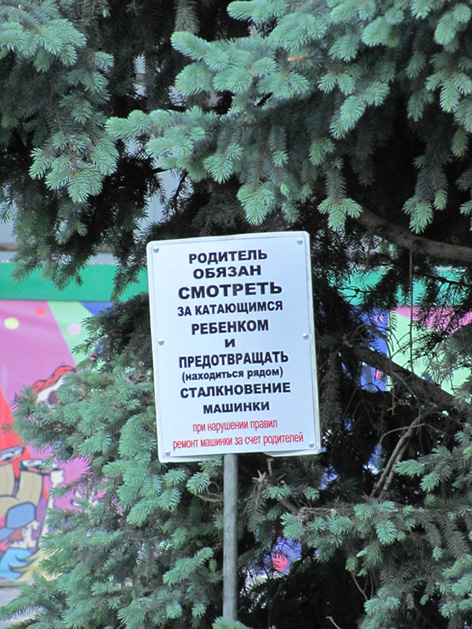 РОДИТЕЛЬ
ОБЯЗАН
СМОТРЕТЬ
ЗА КАТАЮЩИМСЯ
РЕБЕНКОМ
И
ПРЕДОТВРАЩАТЬ
(находиться рядом)
СТАЛКНОВЕНИЕ
МАШИНКИ
при нарушении правил
ремонт машинки за счет родителей